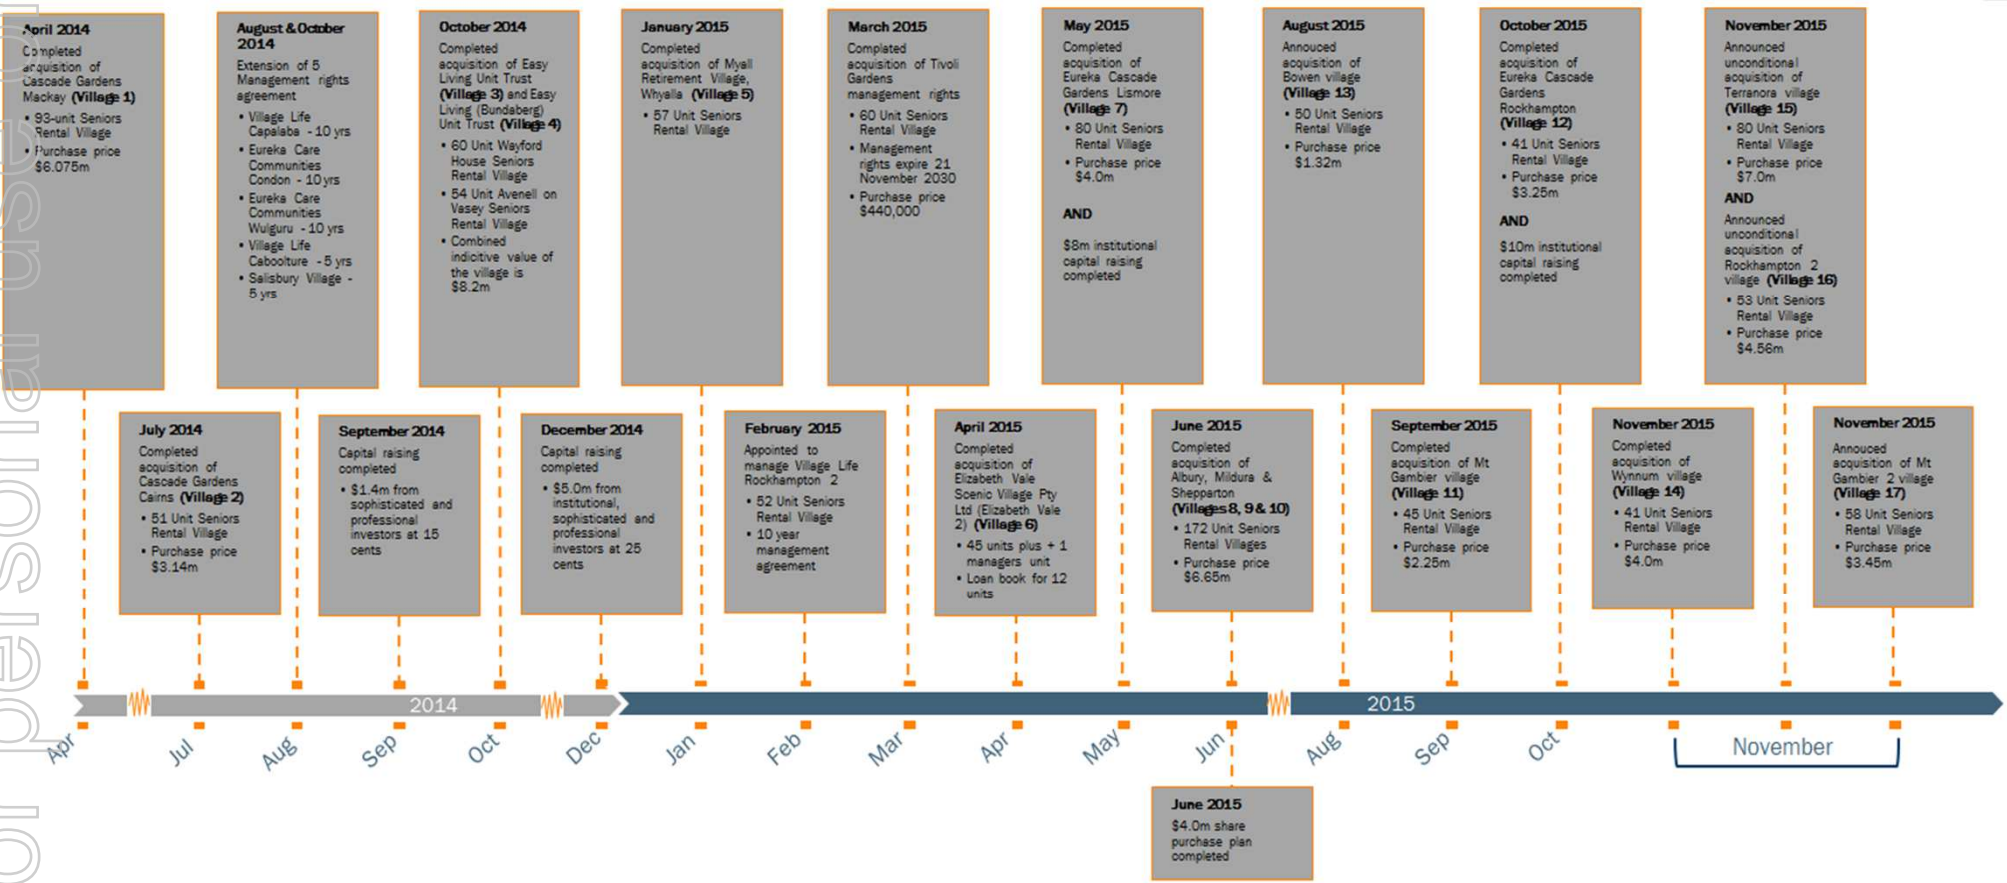 April 2014
Completed
acquisition of
Cascade Gardens
Mackay (Village 1)
• 93-unit Seniors
Rental Village
• Purchase price
$6.075m
August & October
2014
Extension of 5
Management rights
agreement
• Village Life
Capalaba - 10 yrs
• Eureka Care
Communities
Condon - 10 yrs
• Eureka Care
Communities
Wulguru - 10 yrs
• Village Life
Caboolture - 5 yrs
• Salisbury Village -
5 yrs
October 2014
Completed
acquisition of Easy
Living Unit Trust
(Village 3) and Easy
Living (Bundaberg)
Unit Trust (Village 4)
• 60 Unit Wayford
House Seniors
Rental Village
• 54 Unit Avenell on
Vasey Seniors
Rental Village
• Combined
indicitive value of
the village is
$8.2m
January 2015
Completed
acquisition of Myall
Retirement Village,
Whyalla (Village 5)
• 57 Unit Seniors
Rental Village
March 2015
Completed
acquisition of Tivoli
Gardens
management rights
• 60 Unit Seniors
Rental Village
• Management
rights expire 21
November 2030
• Purchase price
$440,000
May 2015
Completed
acquisition of
Eureka Cascade
Gardens Lismore
(Village 7)
• 80 Unit Seniors
Rental Village
• Purchase price
$4.0m
AND
$8m institutional
capital raising
completed
August 2015
Annouced
acquisition of
Bowen village
(Village 13)
• 50 Unit Seniors
Rental Village
• Purchase price
$1.32m
October 2015
Completed
acquisition of
Eureka Cascade
Gardens
Rockhampton
(Village 12)
• 41 Unit Seniors
Rental Village
• Purchase price
$3.25m
AND
$10m institutional
capital raising
completed
November 2015
Announced
unconditional
acquisition of
Terranora village
(Village 15)
• 80 Unit Seniors
Rental Village
• Purchase price
$7.0m
AND
Announced
unconditional
acquisition of
Rockhampton 2
village (Village 16)
• 53 Unit Seniors
Rental Village
• Purchase price
$4.56m
July 2014
Completed
acquisition of
Cascade Gardens
Cairns (Village 2)
• 51 Unit Seniors
Rental Village
• Purchase price
$3.14m
September 2014
Capital raising
completed
• $1.4m from
sophisticated and
professional
investors at 15
cents
December 2014
Capital raising
completed
• $5.0m from
institutional,
sophisticated and
professional
investors at 25
cents
February 2015
Appointed to
manage Village Life
Rockhampton 2
• 52 Unit Seniors
Rental Village
• 10 year
management
agreement
April 2015
Completed
acquisition of
Elizabeth Vale
Scenic Village Pty
Ltd (Elizabeth Vale
2) (Village 6)
• 45 units plus + 1
managers unit
• Loan book for 12
units
June 2015
Completed
acquisition of
Albury, Mildura &
Shepparton
(Villages 8, 9 & 10)
• 172 Unit Seniors
Rental Villages
• Purchase price
$6.65m
September 2015
Completed
acquisition of Mt
Gambier village
(Village 11)
• 45 Unit Seniors
Rental Village
• Purchase price
$2.25m
November 2015
Completed
acquisition of
Wynnum village
(Village 14)
• 41 Unit Seniors
Rental Village
• Purchase price
$4.0m
November 2015
Annouced
acquisition of Mt
Gambier 2 village
(Village 17)
• 58 Unit Seniors
Rental Village
• Purchase price
$3.45m
2014
2015
Apr
Jul
Aug
Sep
Oct
Dec
Jan
Feb
Mar
Apr
May
Jun
Aug
Sep
Oct
November
June 2015
$4.0m share
purchase plan
completed
or personal use